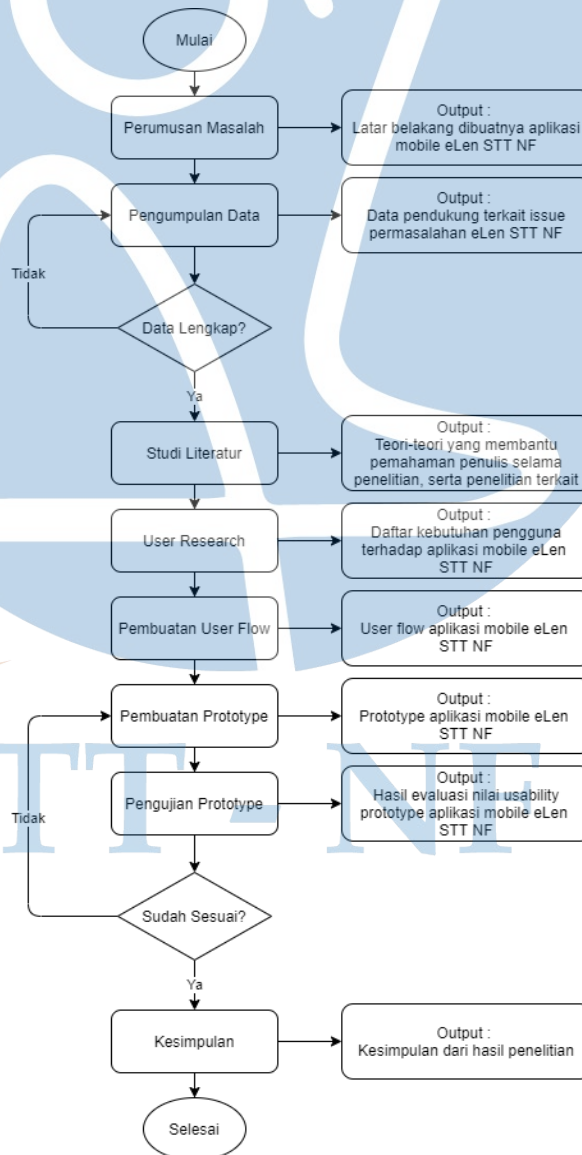 Mulai
Perumusan Masalah
Output :
Latar belakang dibuatnya aplikasi
mobile eLen STT NF
Pengumpulan Data
Output :
Data pendukung terkait issue
permasalahan eLen STT NF
Tidak
Data Lengkap?
Ya
Studi Literatur
Output :
Teori-teori yang membantu
pemahaman penulis selama
penelitian, serta penelitian terkait
User Research
Output :
Daftar kebutuhan pengguna
terhadap aplikasi mobile eLen
STT NF
Pembuatan User Flow
Output :
User flow aplikasi mobile eLen
STT NF
Pembuatan Prototype
Output :
Prototype aplikasi mobile eLen
STT NF
Pengujian Prototype
Output :
Hasil evaluasi nilai usability
prototype aplikasi mobile eLen
STT NF
Tidak
TT - NF
Sudah Sesuai?
Ya
Kesimpulan
Output :
Kesimpulan dari hasil penelitian
Selesai